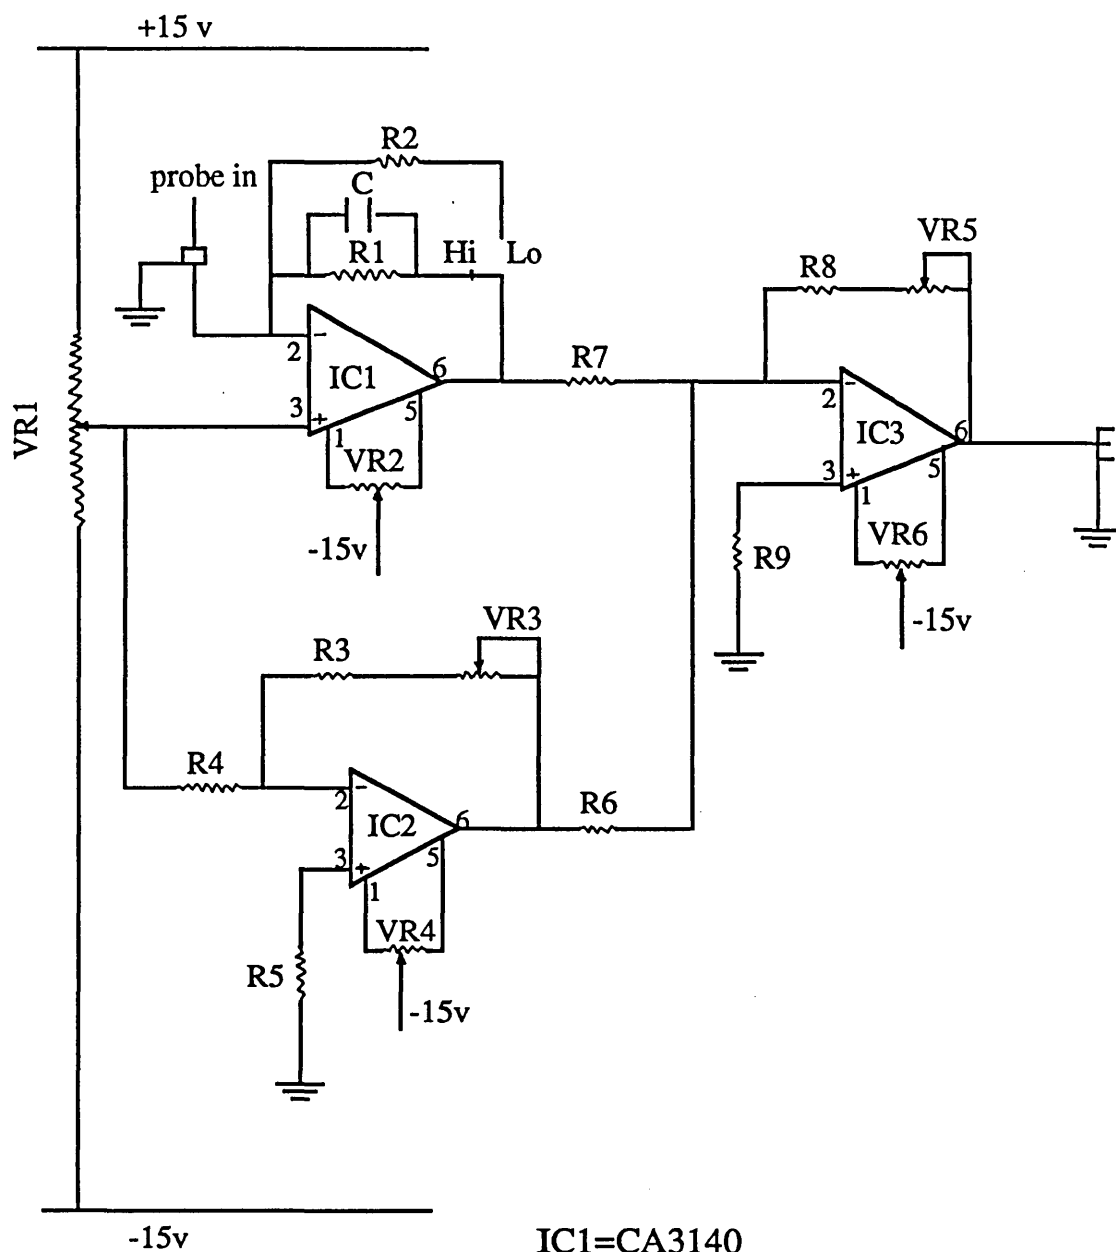 +15 v
R2
probe in
C
R1
Hi
Lo
VR5
R8
-
2
IC1
6
R7
3
+
5
1
VR1
VR2
-15v
-
2
IC3
6
3
+
5
1
R9
VR6
-15v
VR3
R3
R4
-
2
IC2
6
R6
3
+
5
1
VR4
R5
-15v
-15v
IC1=CA3140